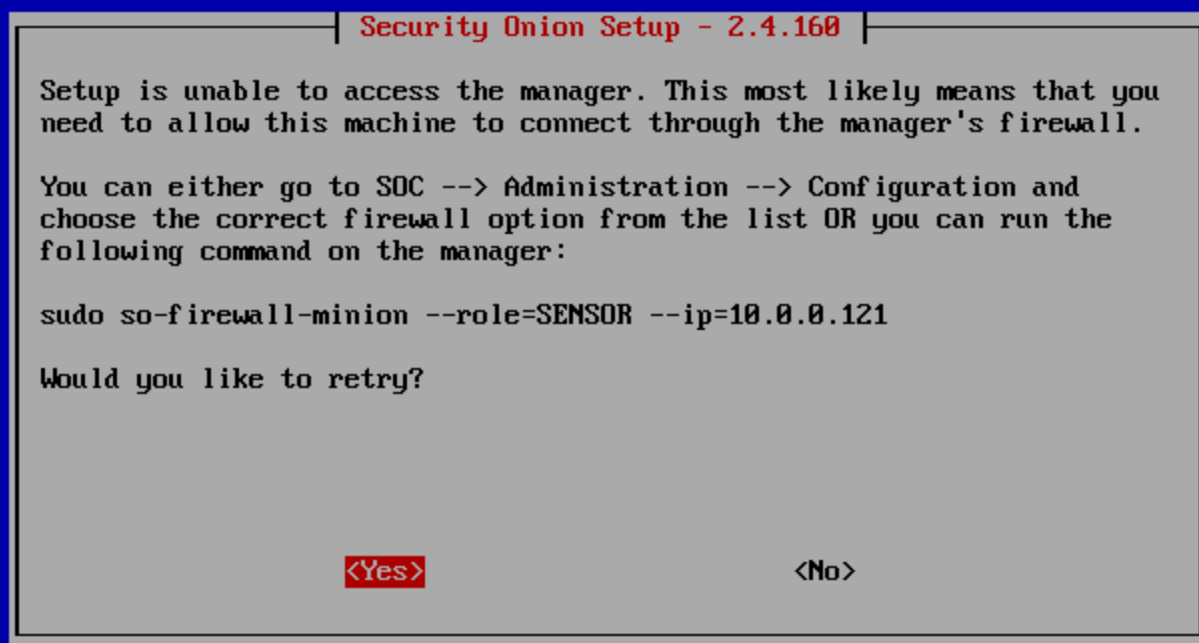 Security Onion Setup - 2.4.160
Setup is unable to access the manager. This most likely means that you
need to allow this machine to connect through the manager's firewall.
You can either go to SOC --> Administration --> Configuration and
choose the correct firewall option from the list OR you can run the
following command on the manager:
sudo so-firewall-minion --role=SENSOR --ip=10.0.0.121
Would you like to retry?
<Yes> <No>